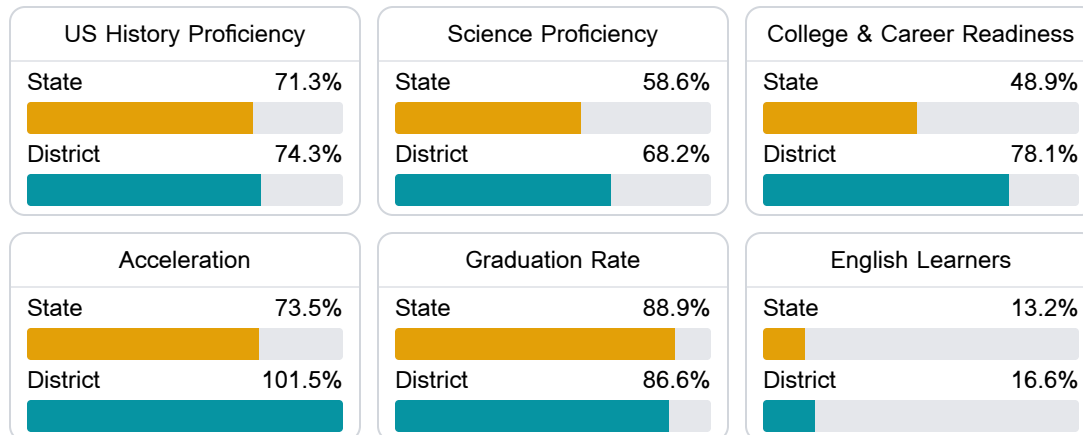 US History Proficiency
State 71.3%
District 74.3%
Science Proficiency
State 58.6%
District 68.2%
College & Career Readiness
State 48.9%
District 78.1%
Acceleration
State 73.5%
District 101.5%
Graduation Rate
State 88.9%
District 86.6%
English Learners
State 13.2%
District 16.6%